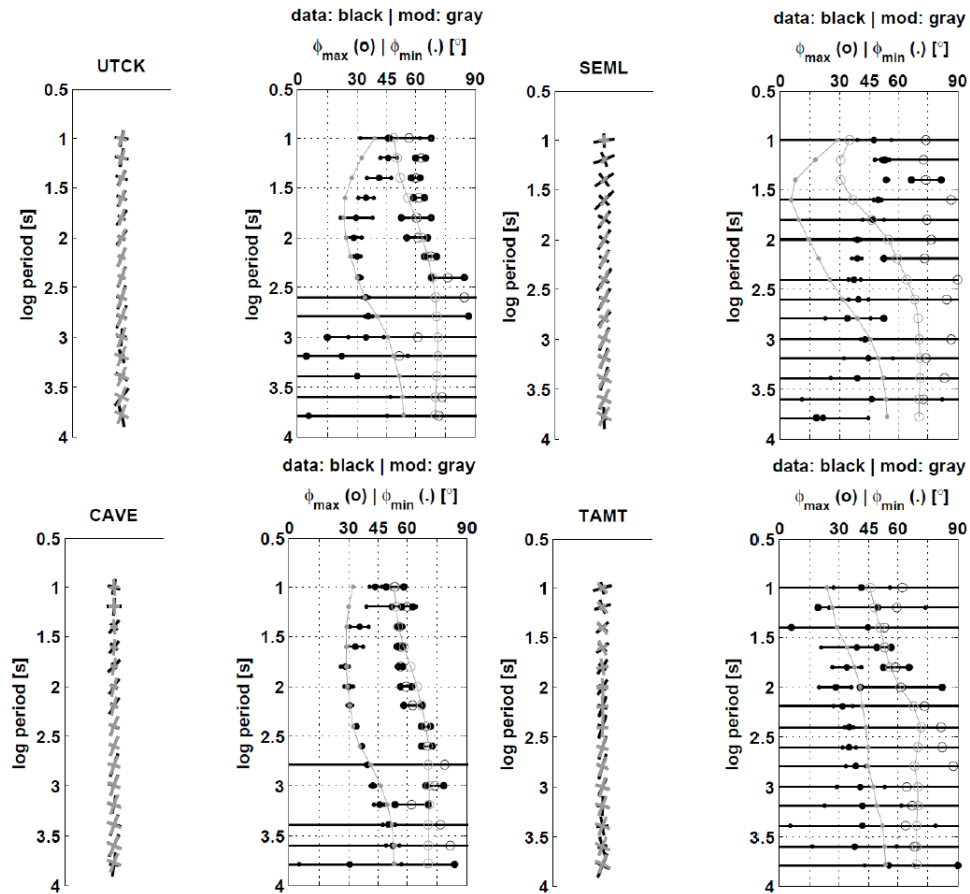 data: black | mod: gray
ϕmax (o) | ϕmin (.) [°]
UTCK
0 30 45 60 90
0.5
1
1.5
2
2.5
3
3.5
4
log period [s]
0.5
1
1.5
2
2.5
3
3.5
4
log period [s]
data: black | mod: gray
ϕmax (o) | ϕmin (.) [°]
SEML
0 30 45 60 90
0.5
1
1.5
2
2.5
3
3.5
4
log period [s]
0.5
1
1.5
2
2.5
3
3.5
4
log period [s]
data: black | mod: gray
ϕmax (o) | ϕmin (.) [°]
CAVE
0 30 45 60 90
0.5
1
1.5
2
2.5
3
3.5
4
log period [s]
0.5
1
1.5
2
2.5
3
3.5
4
log period [s]
data: black | mod: gray
ϕmax (o) | ϕmin (.) [°]
TAMT
0 30 45 60 90
0.5
1
1.5
2
2.5
3
3.5
4
log period [s]
0.5
1
1.5
2
2.5
3
3.5
4
log period [s]